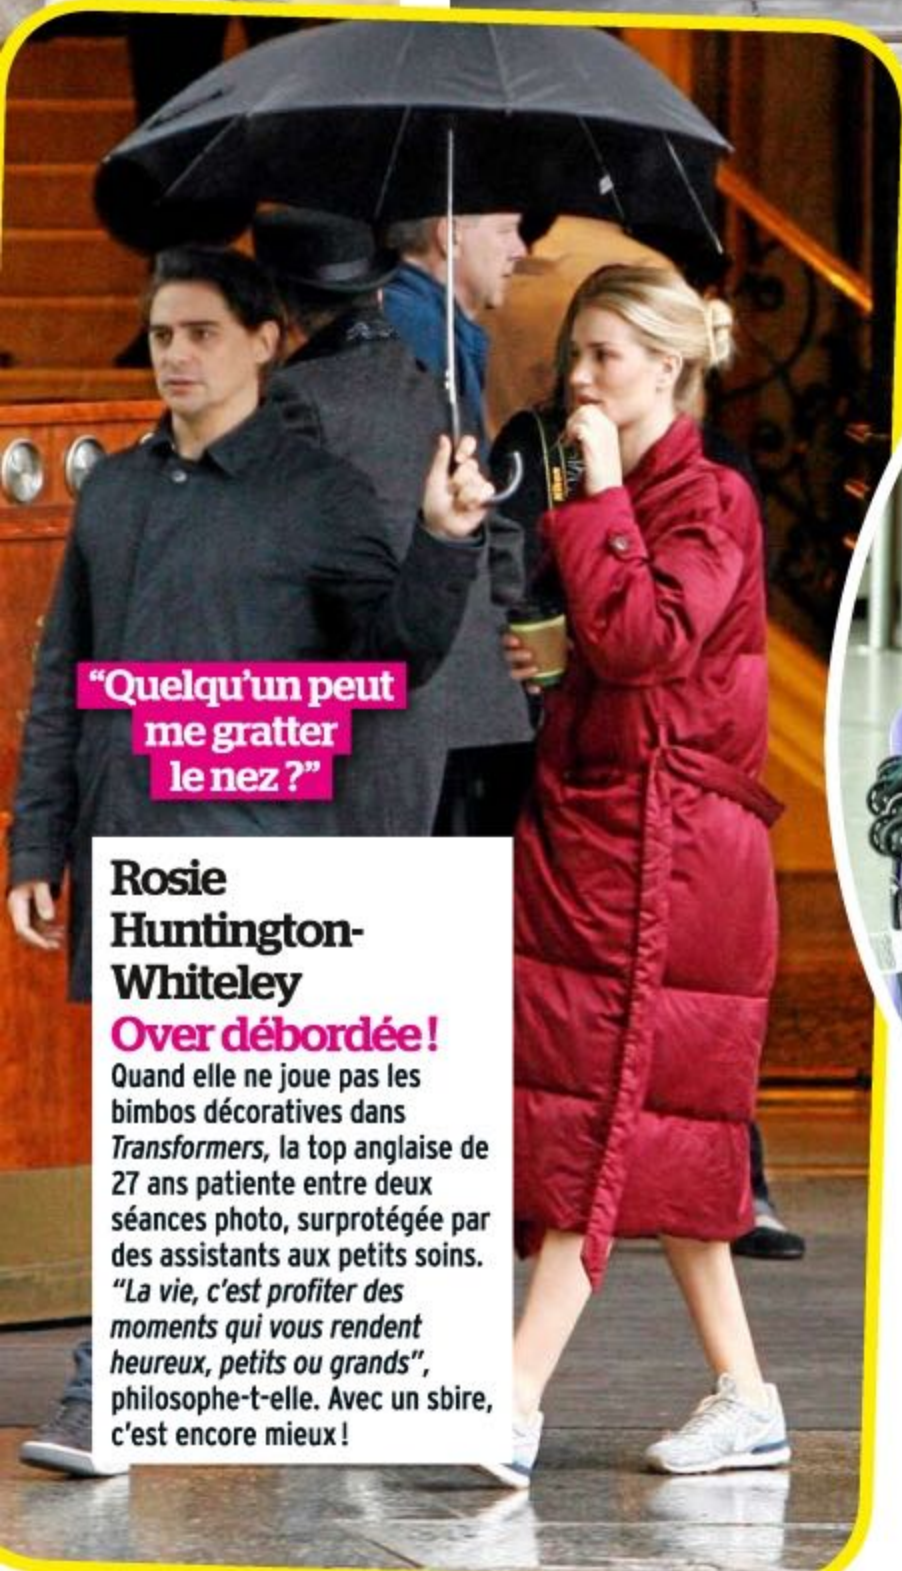 “Quelqu’un peut
me gratter
le nez ?”
Nikon
Rosie
Huntington-
Whiteley
Over débordée !
Quand elle ne joue pas les
bimbos décoratives dans
Transformers, la top anglaise de
27 ans patiente entre deux
séances photo, surprotégée par
des assistants aux petits soins.
“La vie, c’est profiter des
moments qui vous rendent
heureux, petits ou grands”,
philosophe-t-elle. Avec un sbire,
c’est encore mieux !